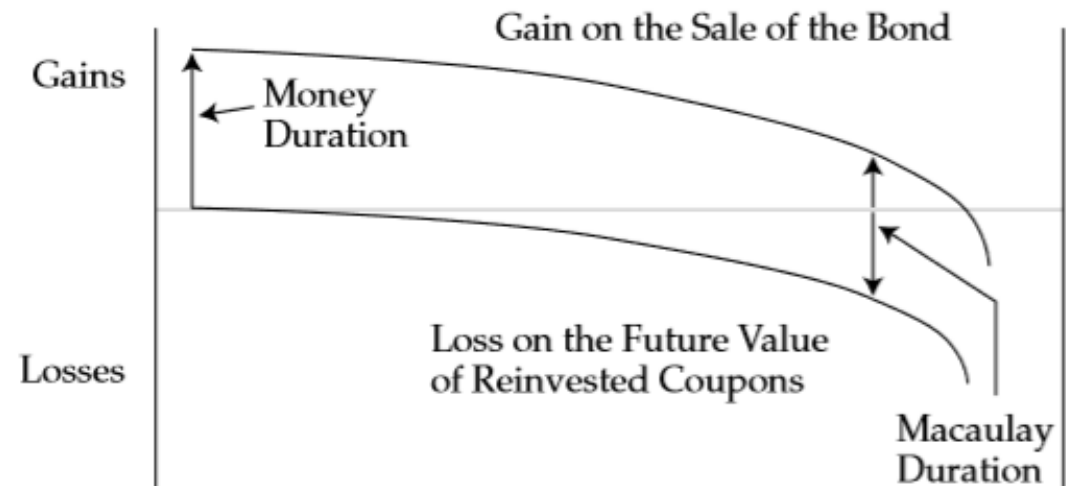 Gain on the Sale of the Bond
Gains
Money
Duration
Loss on the Future Value
of Reinvested Coupons
Losses
Macaulay
Duration